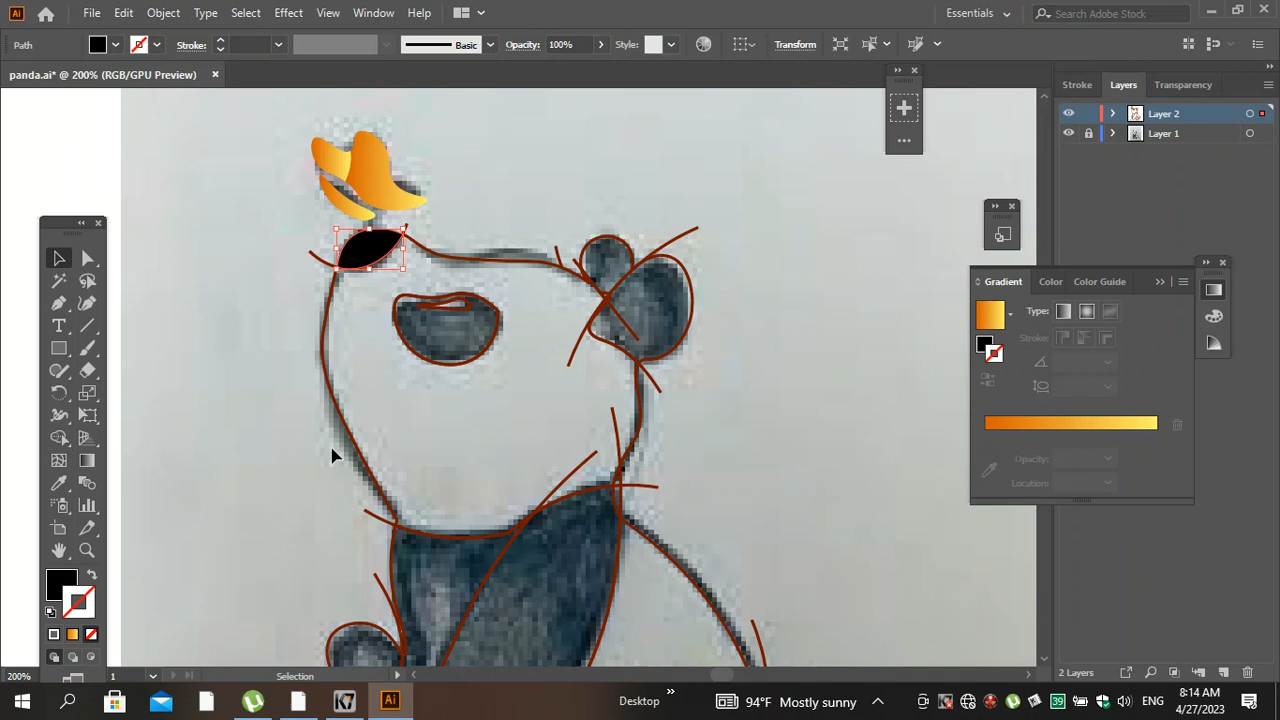 Ai File Edit Object Type Select Effect View Window Help Essentials Search Adobe Stock
Path Stroke: Basic Opacity: 100% Style: Transform
panda.ai* @ 200% (RGB/GPU Preview)
Stroke Layers Transparency
Layer 2
Layer 1
Gradient Color Color Guide
Type:
Stroke:
Opacity:
Location:
200% 1 Selection 2 Layers
K7 Ai Desktop 94°F Mostly sunny 39 ENG 8:14 AM
4/27/2023